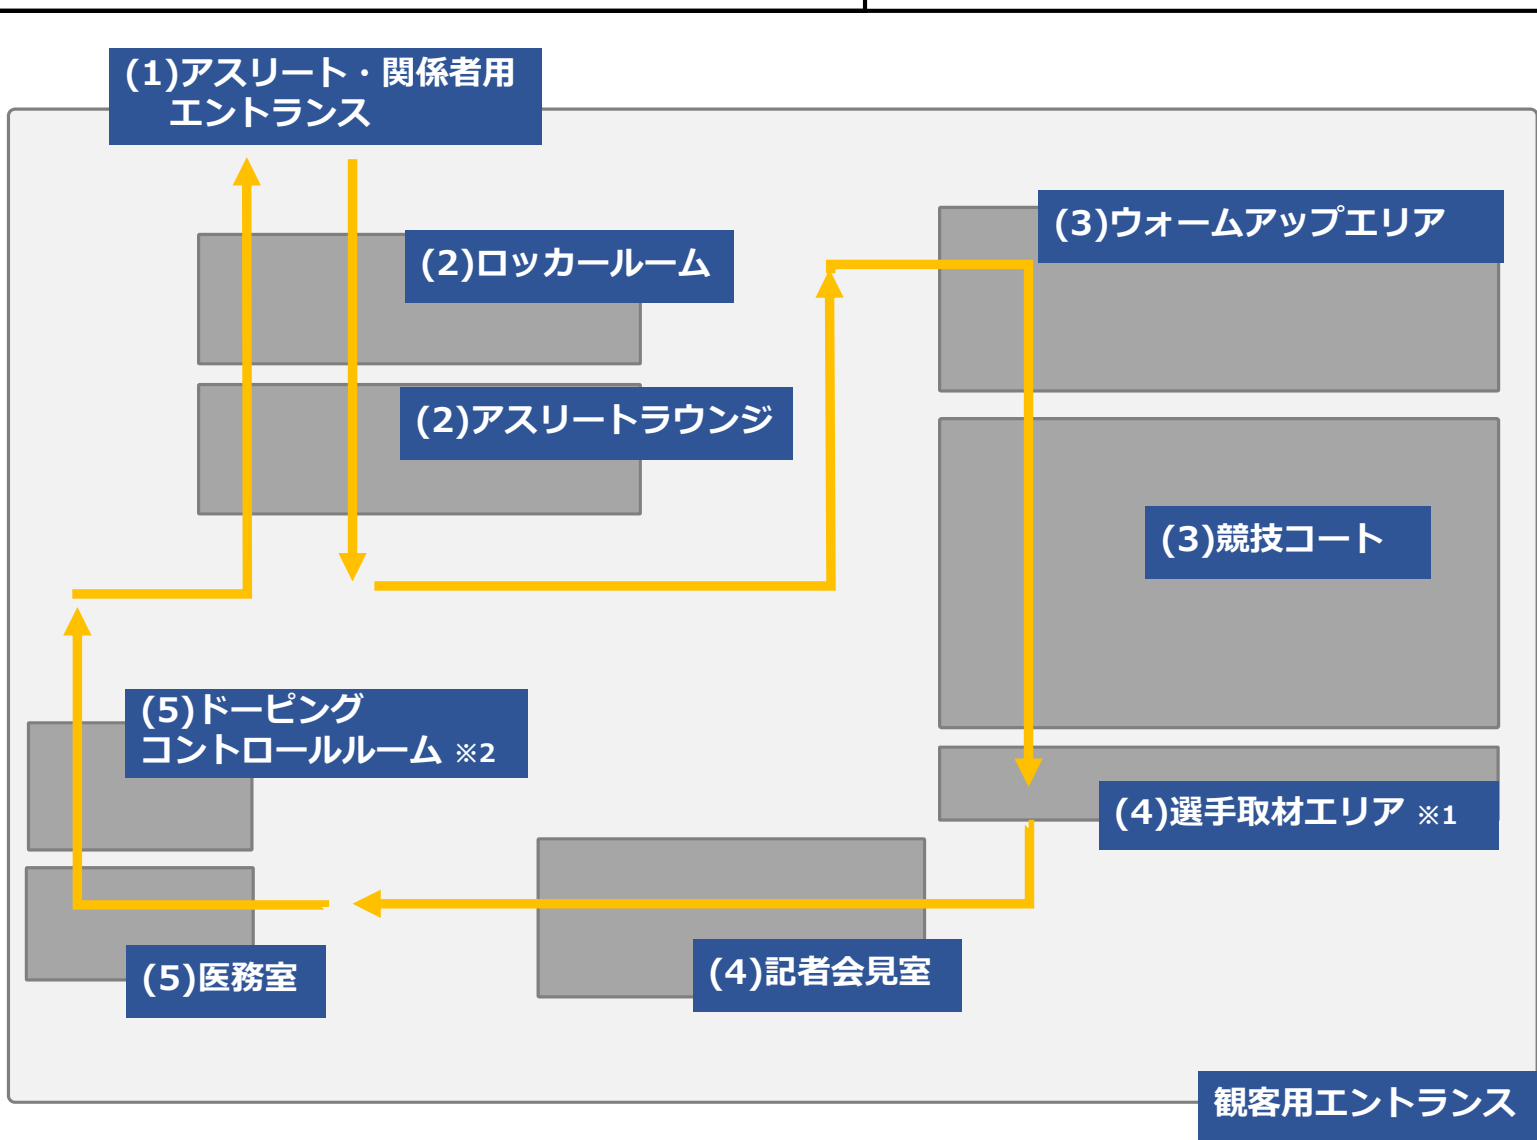 (1)アスリート・関係者用
エントランス
(3)ウォームアップエリア
(2)ロッカールーム
(2)アスリートラウンジ
(3)競技コート
(5)ドーピング
コントロールルーム ※2
(4)選手取材エリア ※1
(5)医務室
(4)記者会見室
観客用エントランス